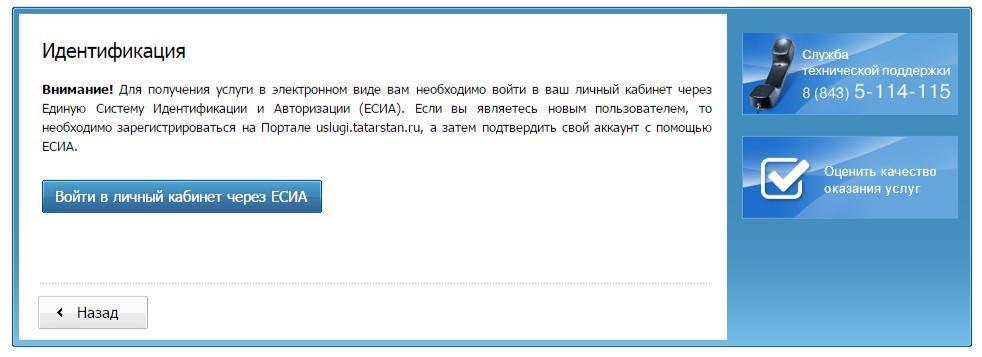 Идентификация
Внимание! Для получения услуги в электронном виде вам необходимо войти в ваш личный кабинет через
Единую Систему Идентификации и Авторизации (ЕСИА). Если вы являетесь новым пользователем, то
необходимо зарегистрироваться на Портале uslugi.tatarstan.ru, а затем подтвердить свой аккаунт с помощью
ЕСИА.
Войти в личный кабинет через ЕСИА
Назад
Служба
технической поддержки
8 (843) 5-114-115
Оценить качество
оказания услуг